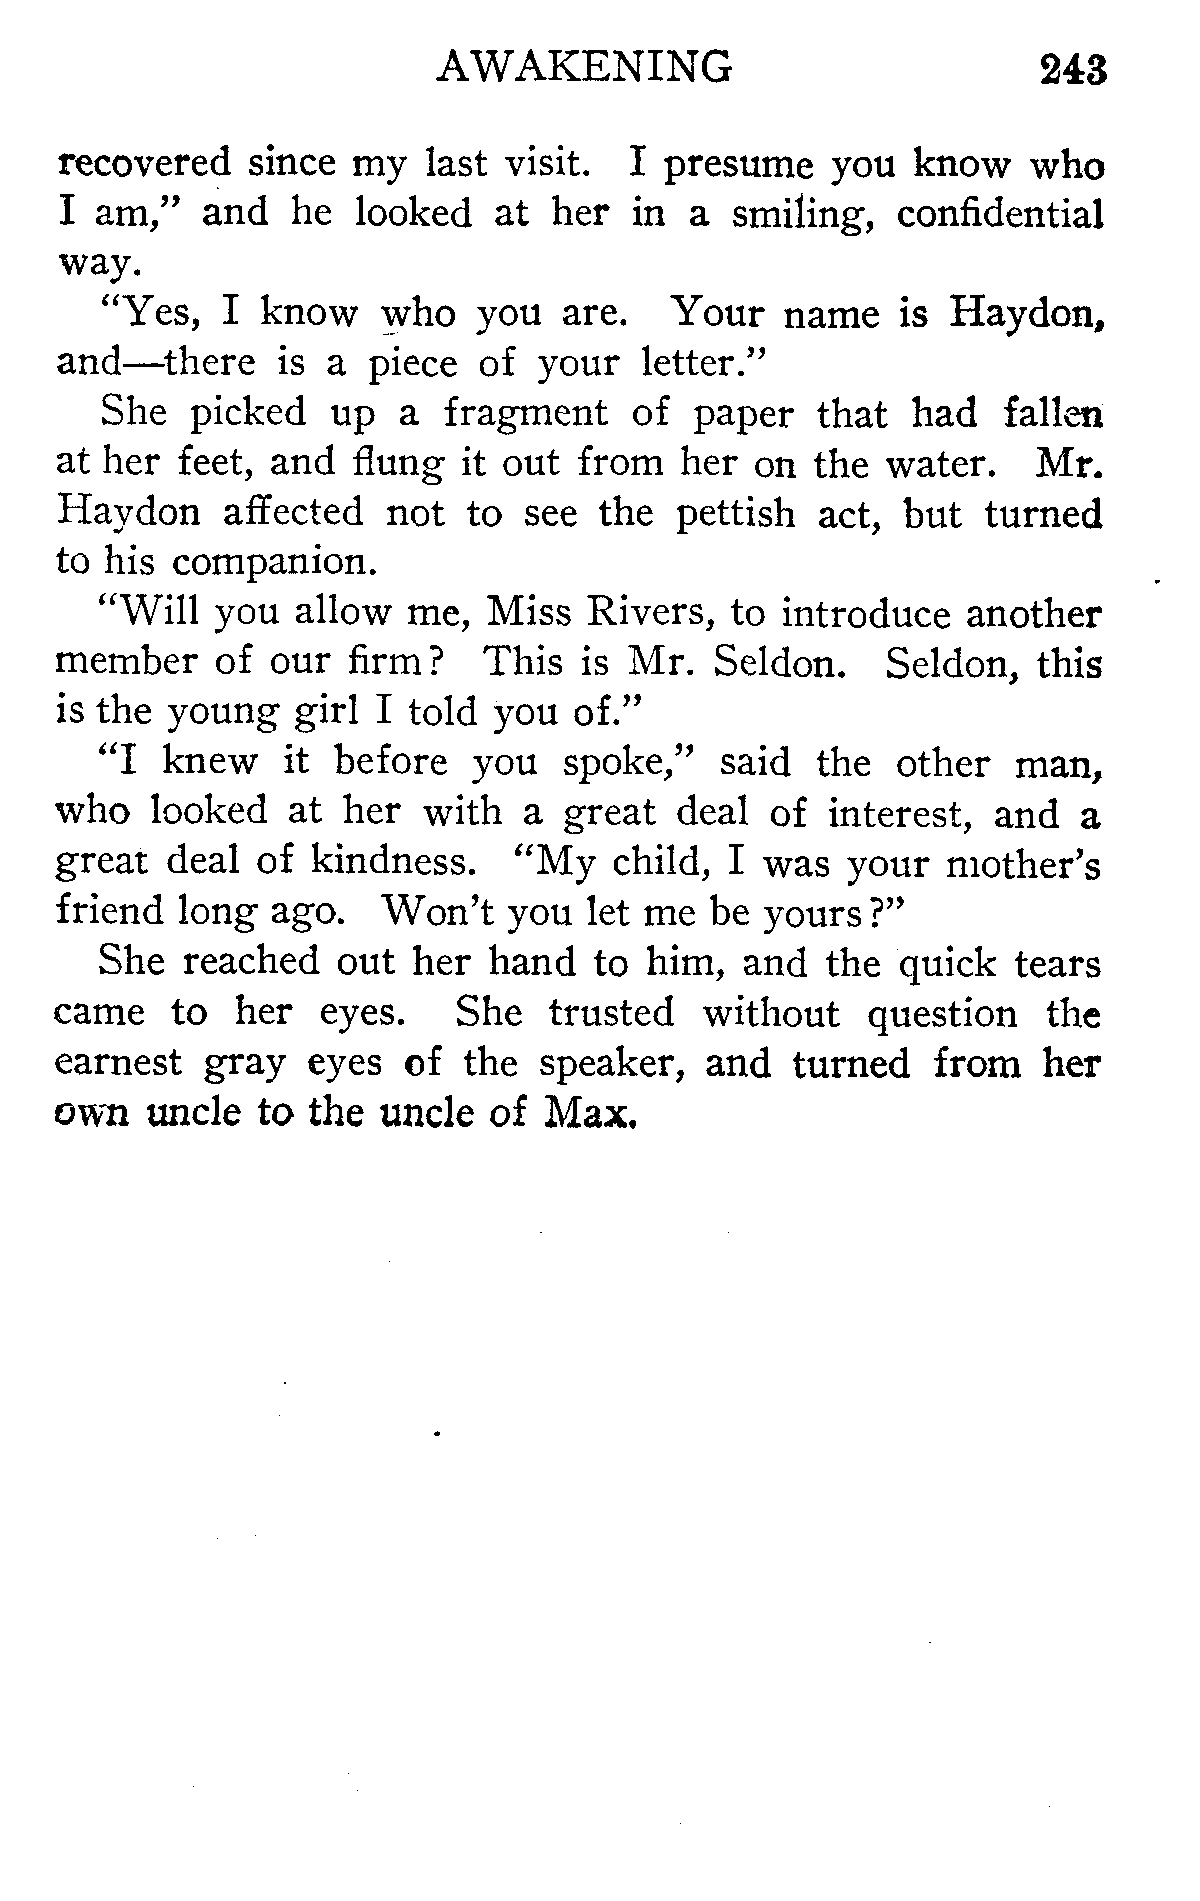 AWAKENING 243
recovered since my last visit. I presume you know who
I am,” and he looked at her in a smiling, confidential
way.
“Yes, I know who you are. Your name is Haydon,
and—there is a piece of your letter.”
She picked up a fragment of paper that had fallen
at her feet, and flung it out from her on the water. Mr.
Haydon affected not to see the pettish act, but turned
to his companion.
“Will you allow me, Miss Rivers, to introduce another
member of our firm? This is Mr. Seldon. Seldon, this
is the young girl I told you of.”
“I knew it before you spoke,” said the other man,
who looked at her with a great deal of interest, and a
great deal of kindness. “My child, I was your mother’s
friend long ago. Won’t you let me be yours?”
She reached out her hand to him, and the quick tears
came to her eyes. She trusted without question the
earnest gray eyes of the speaker, and turned from her
own uncle to the uncle of Max.